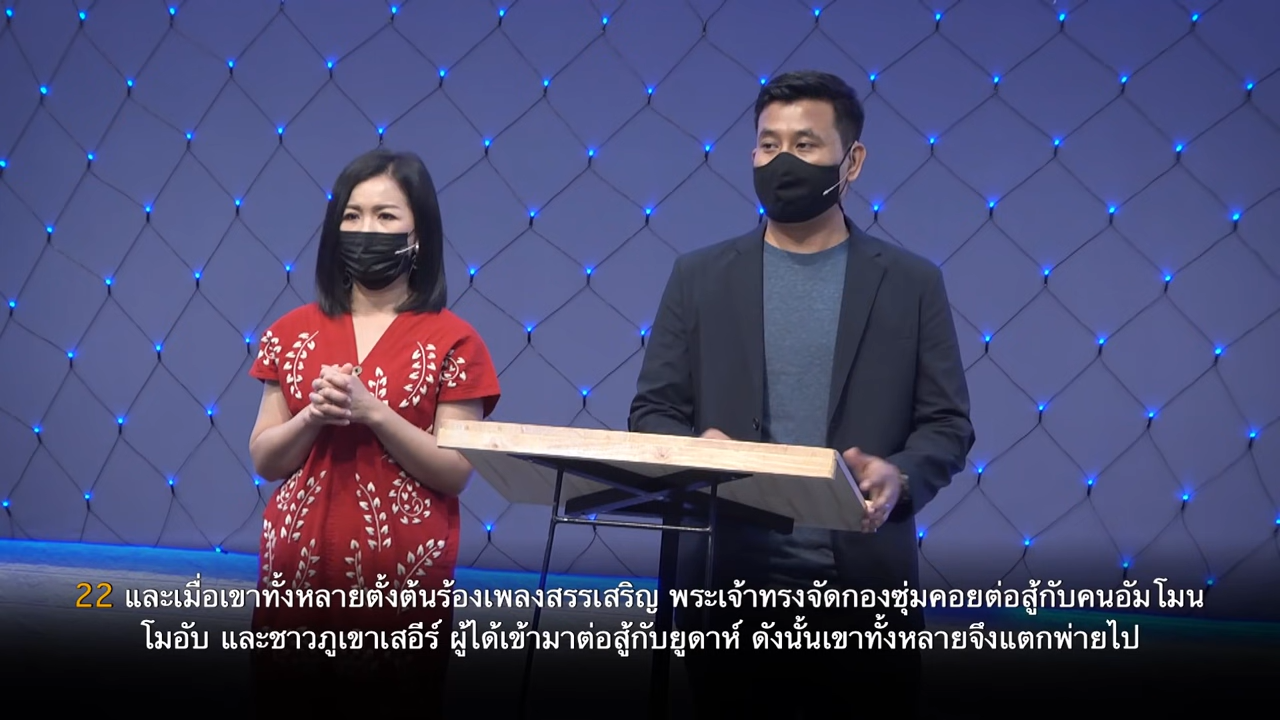 22 และเมื่อเขาทั้งหลายตั้งต้นร้องเพลงสรรเสริญ พระเจ้าทรงจัดกองซุ่มคอยต่อสู้กับคนอัมโมน
โมอับ และชาวภูเขาเสอีร์ ผู้ได้เข้ามาต่อสู้กับยูดาห์ ดังนั้นเขาทั้งหลายจึงแตกพ่ายไป